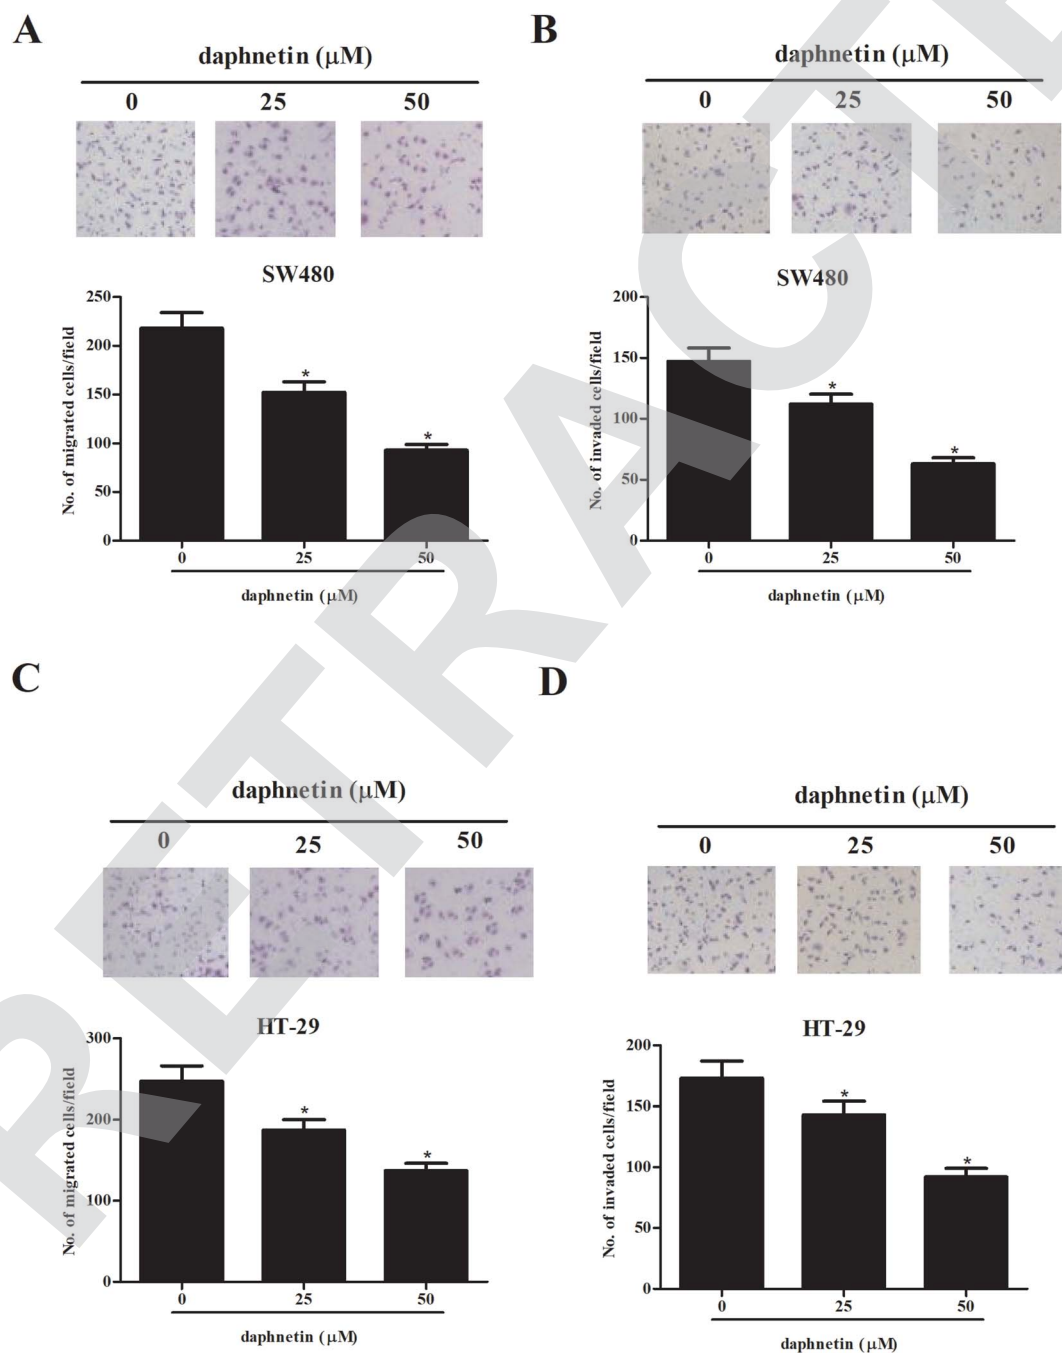 A
daphnetin (μM)
0 25 50
SW480
No. of migrated cells/field
250
200
150
100
50
0
*
*
0 25 50
daphnetin (μM)
B
daphnetin (μM)
0 25 50
SW480
No. of invaded cells/field
200
150
100
50
0
*
*
0 25 50
daphnetin (μM)
C
daphnetin (μM)
0 25 50
HT-29
No. of migrated cells/field
300
200
100
0
*
*
0 25 50
daphnetin (μM)
D
daphnetin (μM)
0 25 50
HT-29
No. of invaded cells/field
200
150
100
50
0
*
*
0 25 50
daphnetin (μM)
RETRACTE